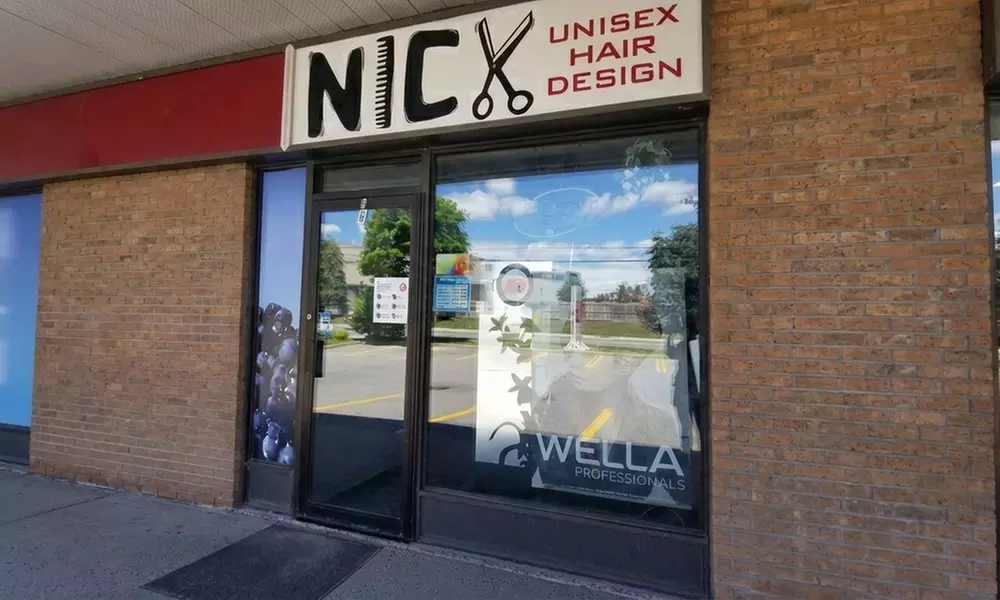 NICK
UNISEX
HAIR
DESIGN
WELLA
PROFESSIONALS